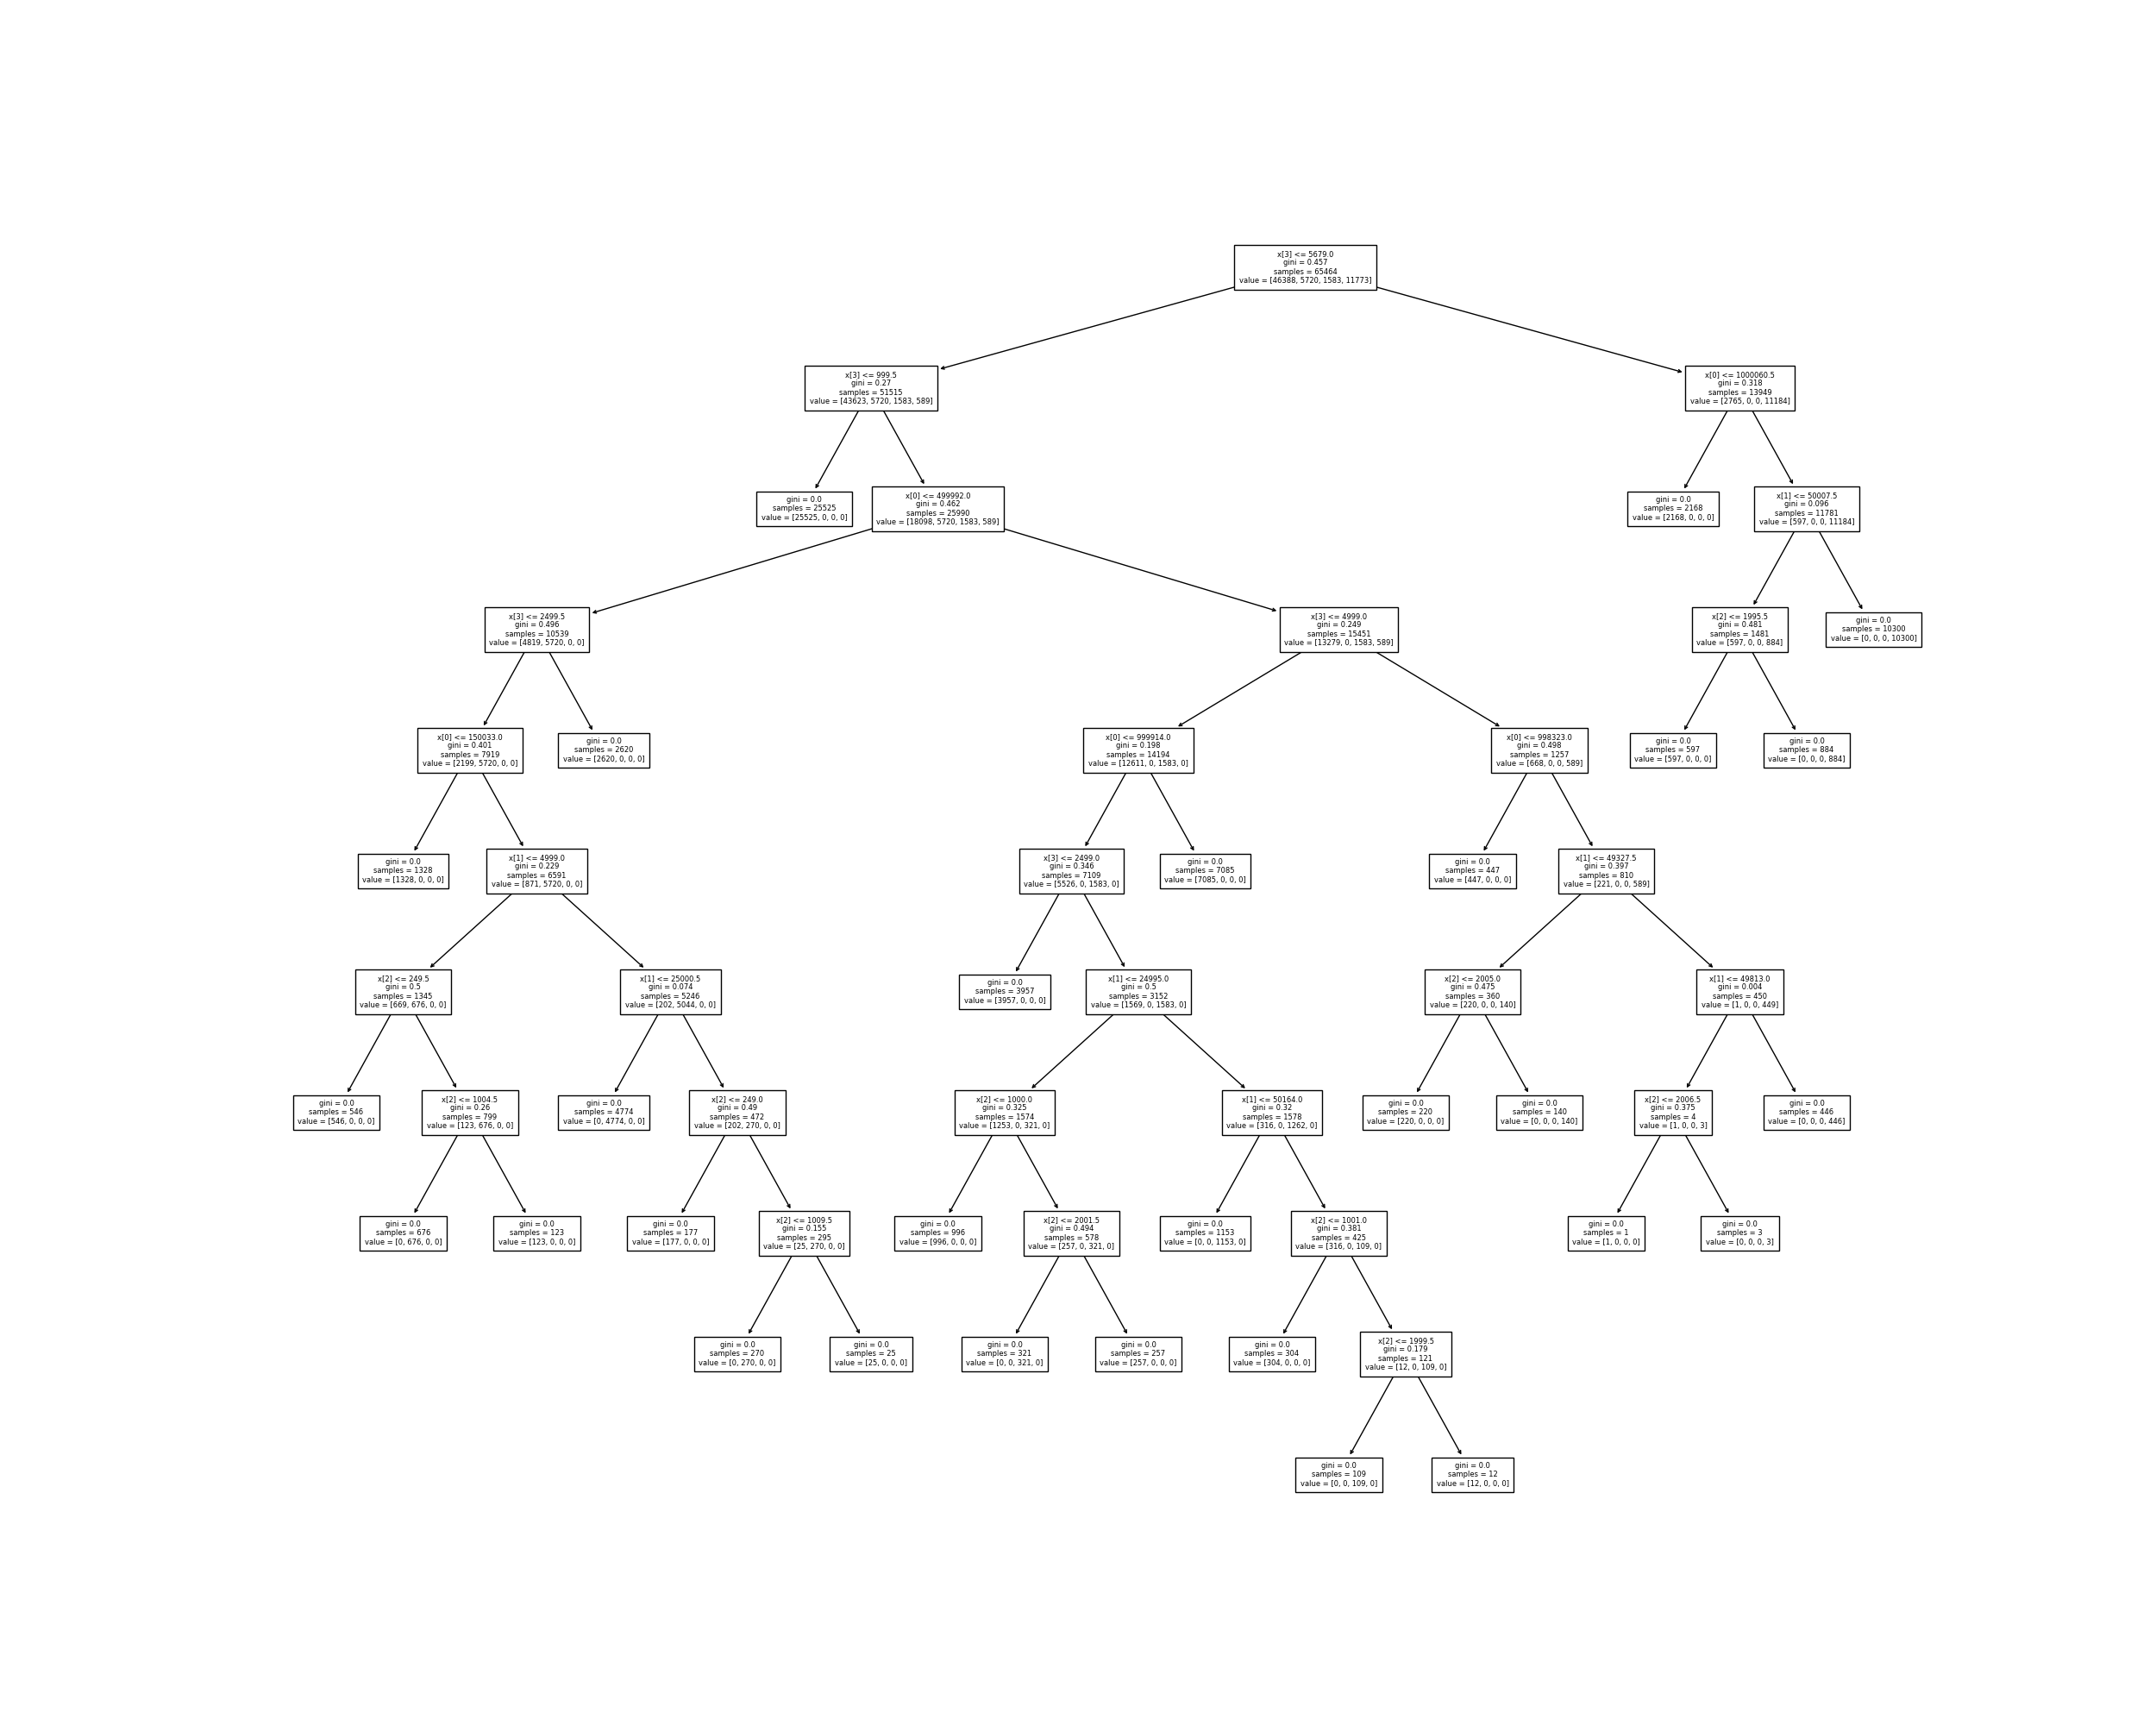 x[3] <= 5679.0
gini = 0.457
samples = 65464
value = [46388, 5720, 1583, 11773]
x[3] <= 999.5
gini = 0.27
samples = 51515
value = [43623, 5720, 1583, 589]
x[0] <= 1000060.5
gini = 0.318
samples = 13949
value = [2765, 0, 0, 11184]
gini = 0.0
samples = 25525
value = [25525, 0, 0, 0]
x[0] <= 499992.0
gini = 0.462
samples = 25990
value = [18098, 5720, 1583, 589]
gini = 0.0
samples = 2168
value = [2168, 0, 0, 0]
x[1] <= 50007.5
gini = 0.096
samples = 11781
value = [597, 0, 0, 11184]
x[3] <= 2499.5
gini = 0.496
samples = 10539
value = [4819, 5720, 0, 0]
x[3] <= 4999.0
gini = 0.249
samples = 15451
value = [13279, 0, 1583, 589]
x[2] <= 1995.5
gini = 0.481
samples = 1481
value = [597, 0, 0, 884]
gini = 0.0
samples = 10300
value = [0, 0, 0, 10300]
x[0] <= 150033.0
gini = 0.401
samples = 7919
value = [2199, 5720, 0, 0]
gini = 0.0
samples = 2620
value = [2620, 0, 0, 0]
x[0] <= 999914.0
gini = 0.198
samples = 14194
value = [12611, 0, 1583, 0]
x[0] <= 998323.0
gini = 0.498
samples = 1257
value = [668, 0, 0, 589]
gini = 0.0
samples = 597
value = [597, 0, 0, 0]
gini = 0.0
samples = 884
value = [0, 0, 0, 884]
gini = 0.0
samples = 1328
value = [1328, 0, 0, 0]
x[1] <= 4999.0
gini = 0.229
samples = 6591
value = [871, 5720, 0, 0]
x[3] <= 2499.0
gini = 0.346
samples = 7109
value = [5526, 0, 1583, 0]
gini = 0.0
samples = 7085
value = [7085, 0, 0, 0]
gini = 0.0
samples = 447
value = [447, 0, 0, 0]
x[1] <= 49327.5
gini = 0.397
samples = 810
value = [221, 0, 0, 589]
x[2] <= 249.5
gini = 0.5
samples = 1345
value = [669, 676, 0, 0]
x[1] <= 25000.5
gini = 0.074
samples = 5246
value = [202, 5044, 0, 0]
gini = 0.0
samples = 3957
value = [3957, 0, 0, 0]
x[1] <= 24995.0
gini = 0.5
samples = 3152
value = [1569, 0, 1583, 0]
x[2] <= 2005.0
gini = 0.475
samples = 360
value = [220, 0, 0, 140]
x[1] <= 49813.0
gini = 0.004
samples = 450
value = [1, 0, 0, 449]
gini = 0.0
samples = 546
value = [546, 0, 0, 0]
x[2] <= 1004.5
gini = 0.26
samples = 799
value = [123, 676, 0, 0]
gini = 0.0
samples = 4774
value = [0, 4774, 0, 0]
x[2] <= 249.0
gini = 0.49
samples = 472
value = [202, 270, 0, 0]
x[2] <= 1000.0
gini = 0.325
samples = 1574
value = [1253, 0, 321, 0]
x[1] <= 50164.0
gini = 0.32
samples = 1578
value = [316, 0, 1262, 0]
gini = 0.0
samples = 220
value = [220, 0, 0, 0]
gini = 0.0
samples = 140
value = [0, 0, 0, 140]
x[2] <= 2006.5
gini = 0.375
samples = 4
value = [1, 0, 0, 3]
gini = 0.0
samples = 446
value = [0, 0, 0, 446]
gini = 0.0
samples = 676
value = [0, 676, 0, 0]
gini = 0.0
samples = 123
value = [123, 0, 0, 0]
gini = 0.0
samples = 177
value = [177, 0, 0, 0]
x[2] <= 1009.5
gini = 0.155
samples = 295
value = [25, 270, 0, 0]
gini = 0.0
samples = 996
value = [996, 0, 0, 0]
x[2] <= 2001.5
gini = 0.494
samples = 578
value = [257, 0, 321, 0]
gini = 0.0
samples = 1153
value = [0, 0, 1153, 0]
x[2] <= 1001.0
gini = 0.381
samples = 425
value = [316, 0, 109, 0]
gini = 0.0
samples = 1
value = [1, 0, 0, 0]
gini = 0.0
samples = 3
value = [0, 0, 0, 3]
gini = 0.0
samples = 270
value = [0, 270, 0, 0]
gini = 0.0
samples = 25
value = [25, 0, 0, 0]
gini = 0.0
samples = 321
value = [0, 0, 321, 0]
gini = 0.0
samples = 257
value = [257, 0, 0, 0]
gini = 0.0
samples = 304
value = [304, 0, 0, 0]
x[2] <= 1999.5
gini = 0.179
samples = 121
value = [12, 0, 109, 0]
gini = 0.0
samples = 109
value = [0, 0, 109, 0]
gini = 0.0
samples = 12
value = [12, 0, 0, 0]